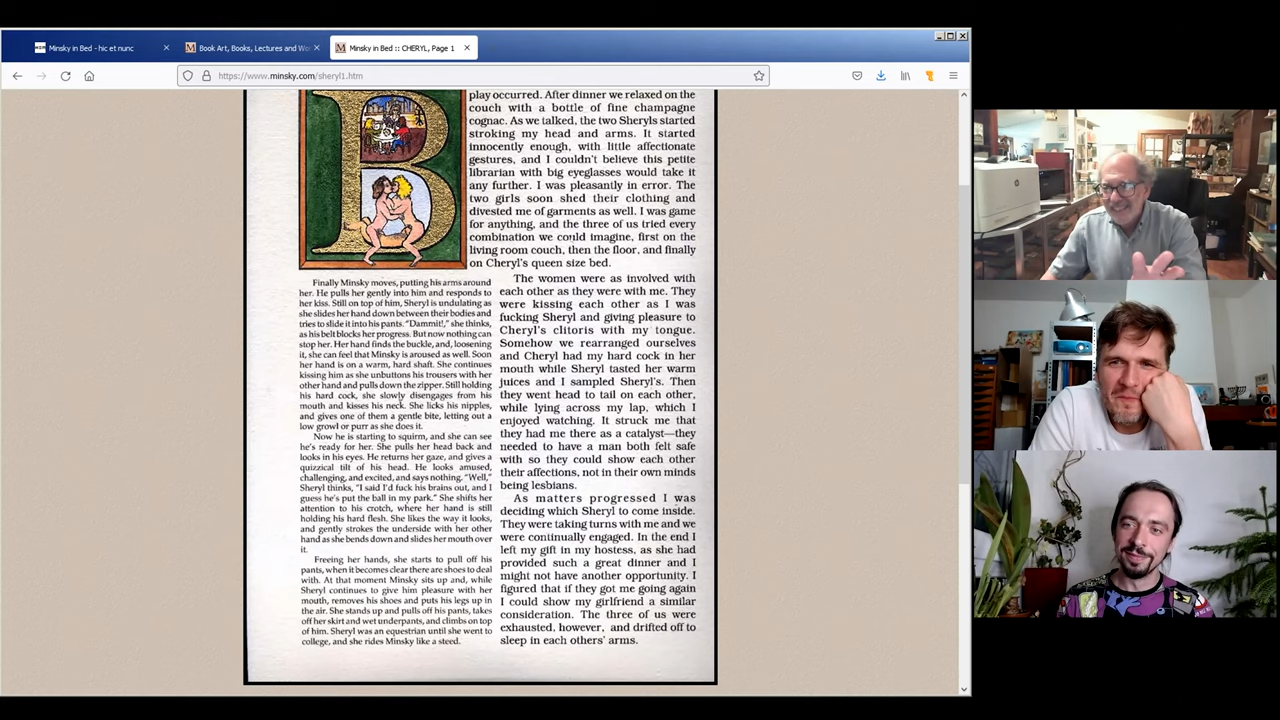 Minsky in Bed - hic et nunc
Book Art, Books, Lectures and Wo
Minsky in Bed :: CHERYL, Page 1
https://www.minsky.com/sheryl1.htm
play occurred. After dinner we relaxed on the
couch with a bottle of fine champagne
cognac. As we talked, the two Sheryls started
stroking my head and arms. It started
innocently enough, with little affectionate
gestures, and I couldn't believe this petite
librarian with big eyeglasses would take it
any further. I was pleasantly in error. The
two girls soon shed their clothing and
divested me of garments as well. I was game
for anything, and the three of us tried every
combination we could imagine, first on the
living room couch, then the floor, and finally
on Cheryl's queen size bed.
B
Finally Minsky moves, putting his arms around
her. He pulls her gently into him and responds to
her kiss. Still on top of him, Sheryl is undulating as
she slides her hand down between their bodies and
tries to slide it into his pants. "Dammit!," she thinks,
as his belt blocks her progress. But now nothing can
stop her. Her hand finds the buckle, and, loosening
it, she can feel that Minsky is aroused as well. Soon
her hand is on a warm, hard shaft. She continues
kissing him as she unbuttons his trousers with her
other hand and pulls down the zipper. Still holding
his hard cock, she slowly disengages from his
mouth and kisses his neck. She licks his nipples,
and gives one of them a gentle bite, letting out a
low growl or purr as she does it.
Now he is starting to squirm, and she can see
he's ready for her. She pulls her head back and
looks in his eyes. He returns her gaze, and gives a
quizzical tilt of his head. He looks amused,
challenging, and excited, and says nothing. "Well,"
Sheryl thinks, "I said I'd fuck his brains out, and I
guess he's put the ball in my park." She shifts her
attention to his crotch, where her hand is still
holding his hard flesh. She likes the way it looks,
and gently strokes the underside with her other
hand as she bends down and slides her mouth over
it.
Freeing her hands, she starts to pull off his
pants, when it becomes clear there are shoes to deal
with. At that moment Minsky sits up and, while
Sheryl continues to give him pleasure with her
mouth, removes his shoes and puts his legs up in
the air. She stands up and pulls off his pants, takes
off her skirt and wet underpants, and climbs on top
of him. Sheryl was an equestrian until she went to
college, and she rides Minsky like a steed.
The women were as involved with
each other as they were with me. They
were kissing each other as I was
fucking Sheryl and giving pleasure to
Cheryl's clitoris with my tongue.
Somehow we rearranged ourselves
and Cheryl had my hard cock in her
mouth while Sheryl tasted her warm
juices and I sampled Sheryl's. Then
they went head to tail on each other,
while lying across my lap, which I
enjoyed watching. It struck me that
they had me there as a catalyst—they
needed to have a man both felt safe
with so they could show each other
their affections, not in their own minds
being lesbians.
As matters progressed I was
deciding which Sheryl to come inside.
They were taking turns with me and we
were continually engaged. In the end I
left my gift in my hostess, as she had
provided such a great dinner and I
might not have another opportunity. I
figured that if they got me going again
I could show my girlfriend a similar
consideration. The three of us were
exhausted, however, and drifted off to
sleep in each others' arms.